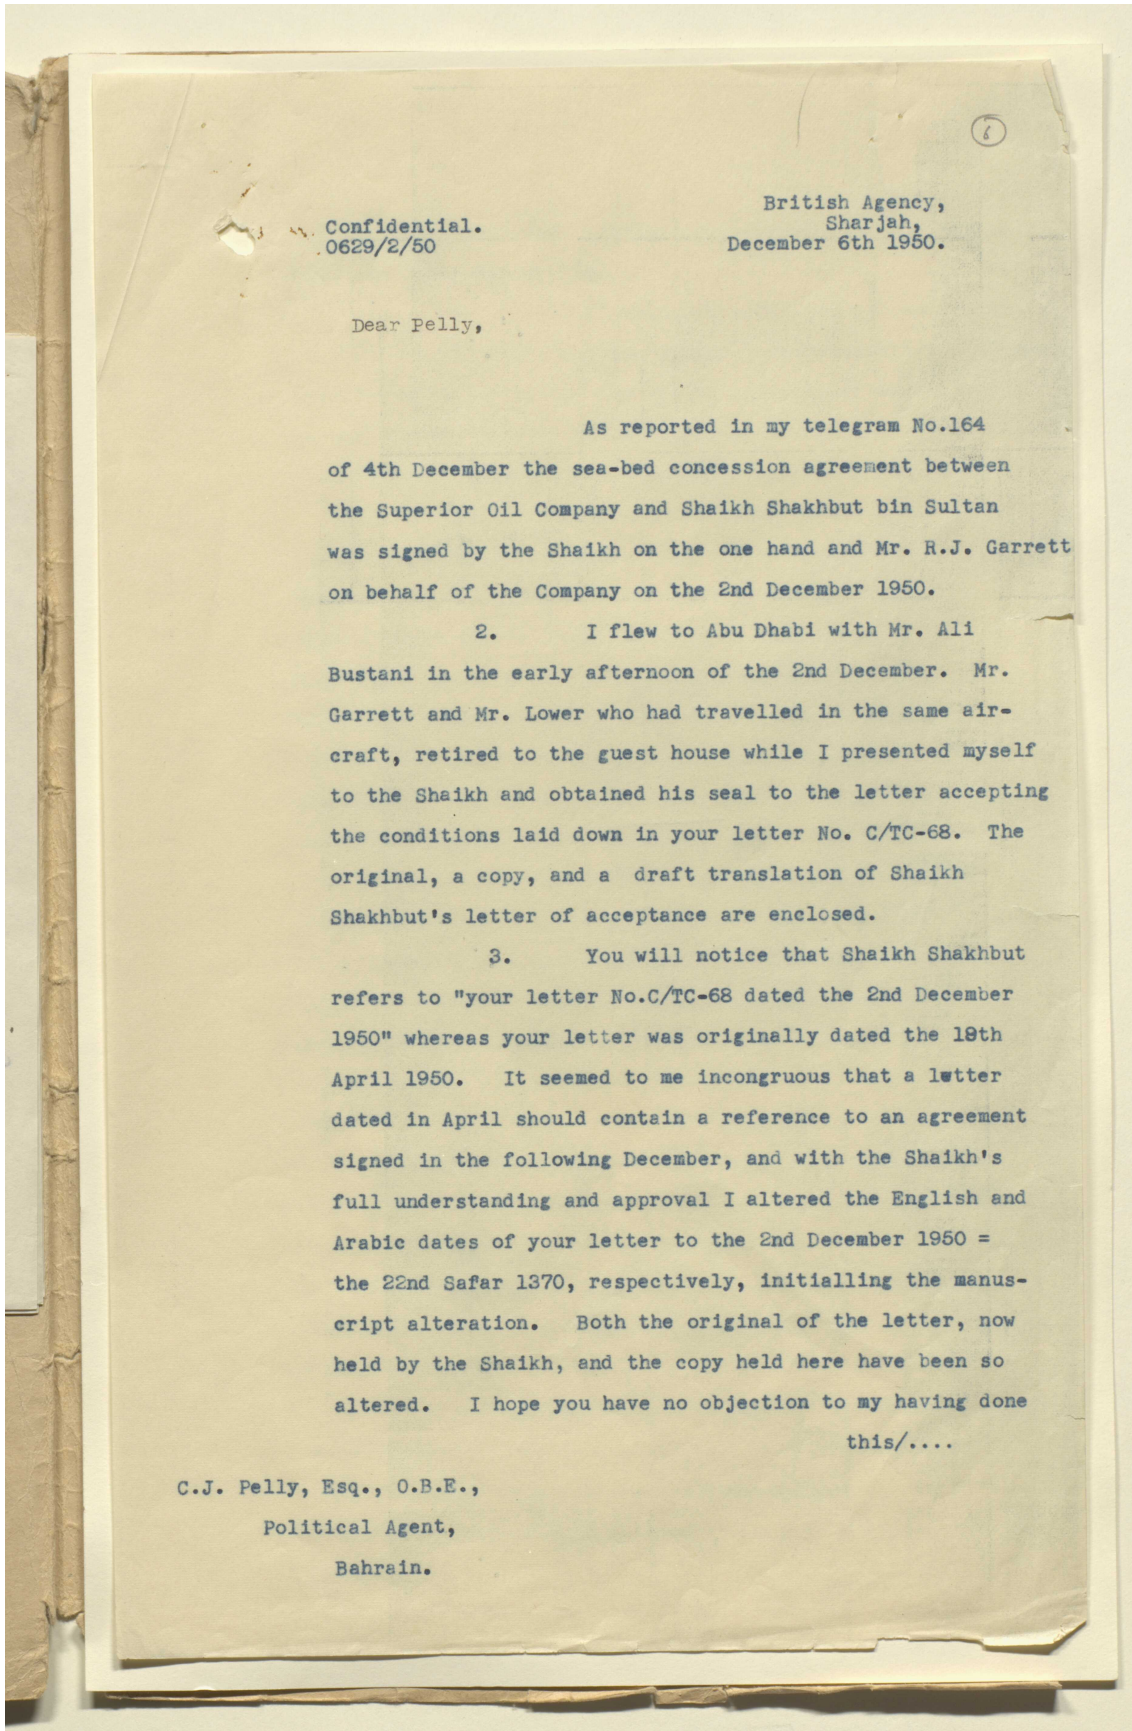 6
British Agency,
Sharjah,
December 6th 1950.
Confidential.
0629/2/50
Dear Pelly,
As reported in my telegram No.164
of 4th December the sea-bed concession agreement between
the Superior Oil Company and Shaikh Shakhbut bin Sultan
was signed by the Shaikh on the one hand and Mr. R.J. Garrett
on behalf of the Company on the 2nd December 1950.
2. I flew to Abu Dhabi with Mr. Ali
Bustani in the early afternoon of the 2nd December. Mr.
Garrett and Mr. Lower who had travelled in the same air-
craft, retired to the guest house while I presented myself
to the Shaikh and obtained his seal to the letter accepting
the conditions laid down in your letter No. C/TC-68. The
original, a copy, and a draft translation of Shaikh
Shakhbut's letter of acceptance are enclosed.
3. You will notice that Shaikh Shakhbut
refers to "your letter No.C/TC-68 dated the 2nd December
1950" whereas your letter was originally dated the
April 1950. It seemed to me incongruous that a letter
dated in April should contain a reference to an agreement
signed in the following December, and with the Shaikh's
full understanding and approval I altered the English and
Arabic dates of your letter to the 2nd December 1950 =
the 22nd Safar 1370, respectively, initialling the manus-
cript alteration. Both the original of the letter, now
held by the Shaikh, and the copy held here have been so
altered. I hope you have no objection to my having done
this/....
C.J. Pelly, Esq., O.B.E.,
Political Agent,
Bahrain.